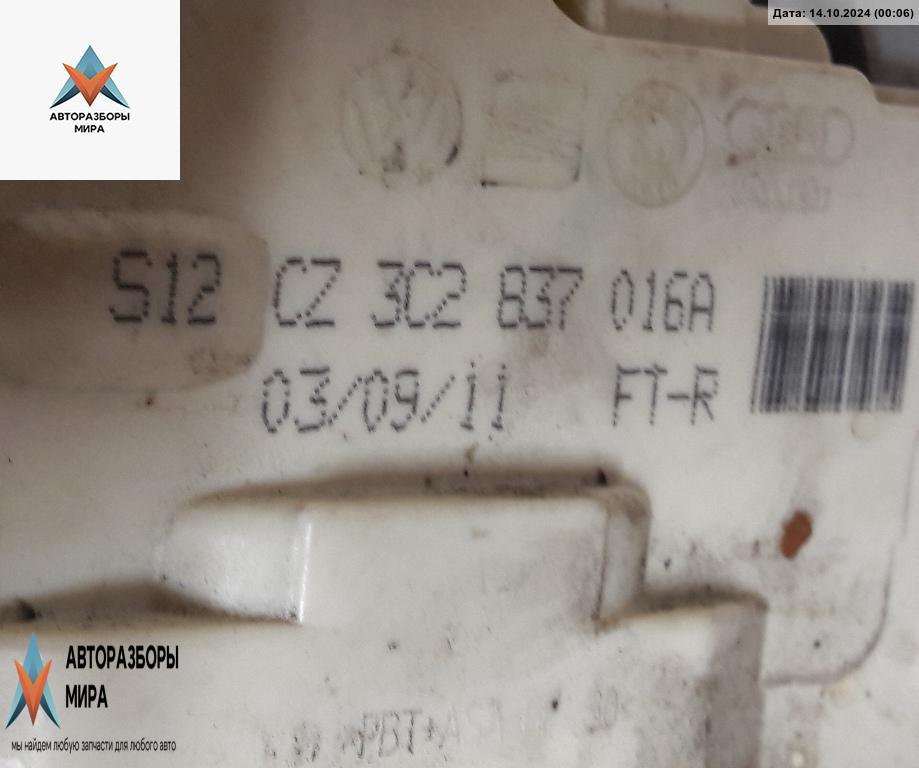 Дата: 14.10.2024 (00:06)
АВТОРАЗБОРЫ
МИРА
S12 CZ 3C2 837 016A
03/09/11 FT-R
АВТОРАЗБОРЫ
МИРА
мы найдем любую запчасти для любого авто